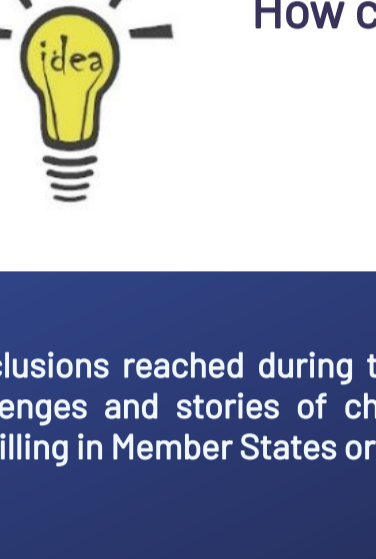 How c
idea
clusions reached during t
enges and stories of ch
illing in Member States or